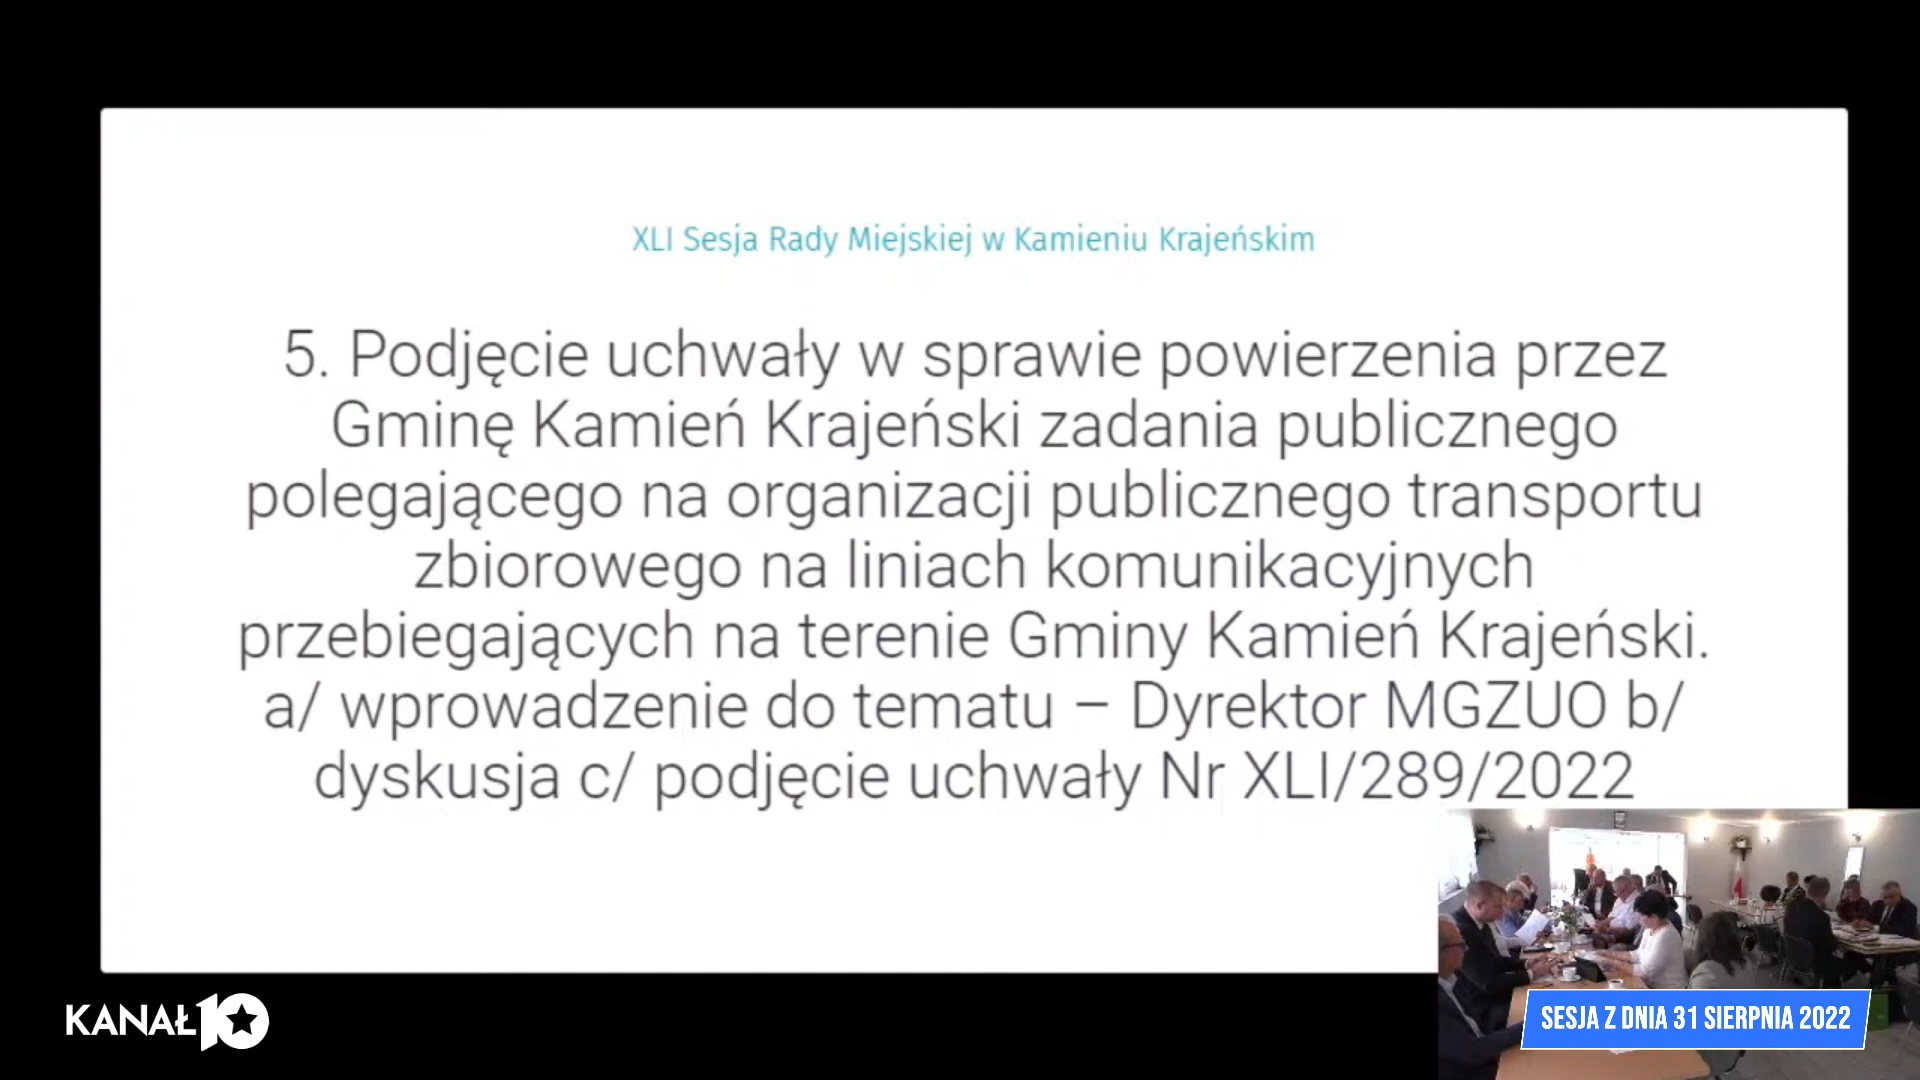 XLI Sesja Rady Miejskiej w Kamieniu Krajeńskim
5. Podjęcie uchwały w sprawie powierzenia przez
Gminę Kamień Krajeński zadania publicznego
polegającego na organizacji publicznego transportu
zbiorowego na liniach komunikacyjnych
przebiegających na terenie Gminy Kamień Krajeński.
a/ wprowadzenie do tematu – Dyrektor MGZUO b/
dyskusja c/ podjęcie uchwały Nr XLI/289/2022
KANAŁ10
SESJA Z DNIA 31 SIERPNIA 2022